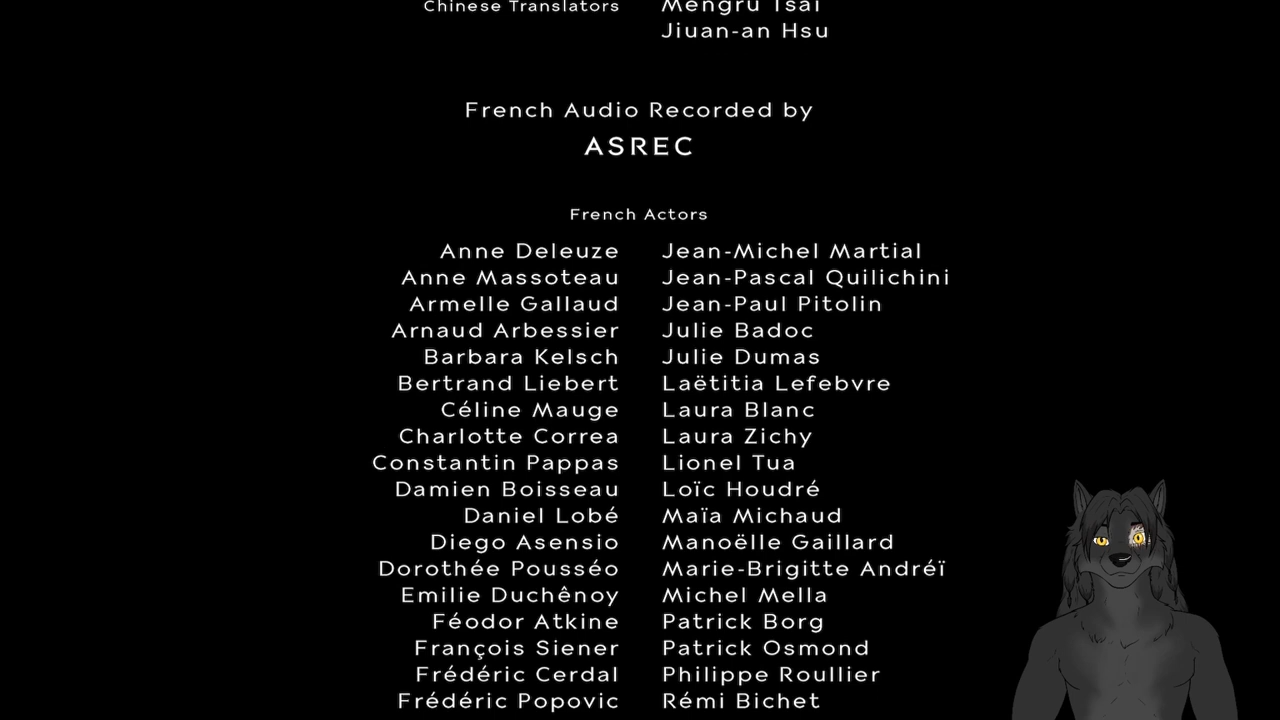 Chinese Translators Mengru Tsai
Jiuan-an Hsu
French Audio Recorded by
ASREC
French Actors
Anne Deleuze Jean-Michel Martial
Anne Massoteau Jean-Pascal Quilichini
Armelle Gallaud Jean-Paul Pitolin
Arnaud Arbessier Julie Badoc
Barbara Kelsch Julie Dumas
Bertrand Liebert Laëtitia Lefebvre
Céline Mauge Laura Blanc
Charlotte Correa Laura Zichy
Constantin Pappas Lionel Tua
Damien Boisseau Loïc Houdré
Daniel Lobé Maïa Michaud
Diego Asensio Manoëlle Gaillard
Dorothée Pousséo Marie-Brigitte Andréï
Emilie Duchênoy Michel Mella
Féodor Atkine Patrick Borg
François Siener Patrick Osmond
Frédéric Cerdal Philippe Roullier
Frédéric Popovic Rémi Bichet